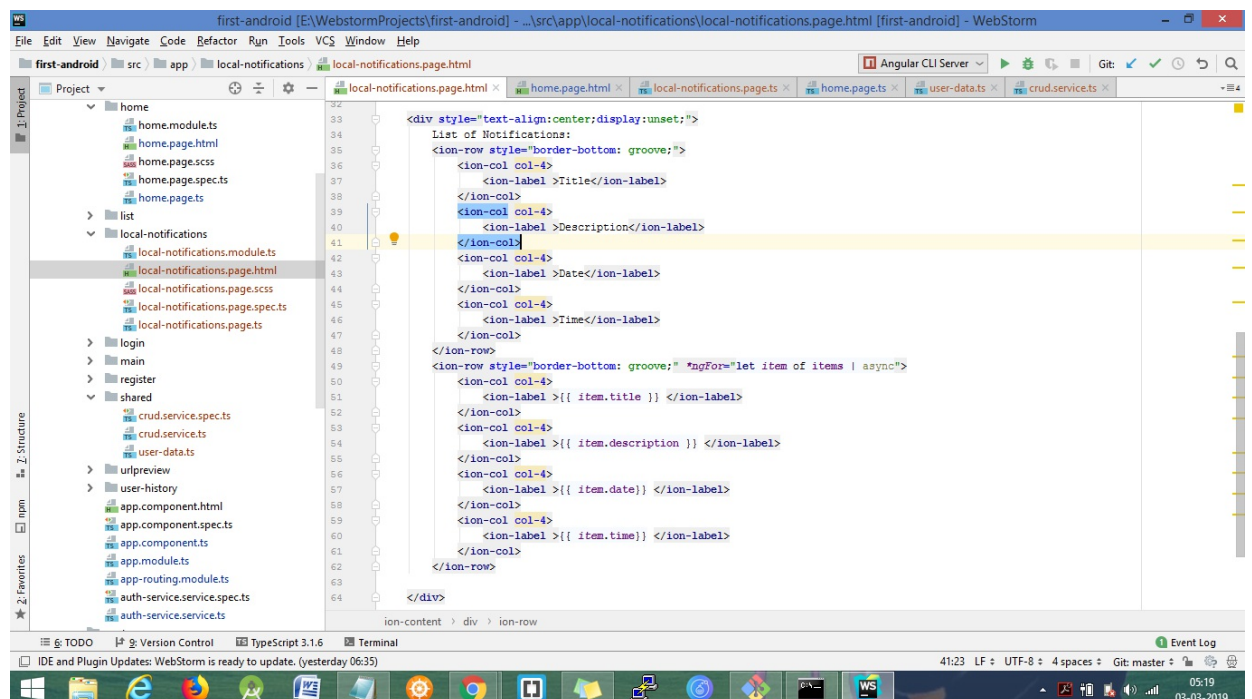 WS
first-android [E:\WebstormProjects\first-android] - ...\src\app\local-notifications\local-notifications.page.html [first-android] - WebStorm
File Edit View Navigate Code Refactor Run Tools VCS Window Help
first-android src app local-notifications local-notifications.page.html Angular CLI Server Git:
Project local-notifications.page.html home.page.html local-notifications.page.ts home.page.ts user-data.ts crud.service.ts 4
1: Project
7: Structure
npm
2: Favorites
home
home.module.ts
home.page.html
home.page.scss
home.page.spec.ts
home.page.ts
list
local-notifications
local-notifications.module.ts
local-notifications.page.html
local-notifications.page.scss
local-notifications.page.spec.ts
local-notifications.page.ts
login
main
register
shared
crud.service.spec.ts
crud.service.ts
user-data.ts
urlpreview
user-history
app.component.html
app.component.spec.ts
app.component.ts
app.module.ts
app-routing.module.ts
auth-service.service.spec.ts
auth-service.service.ts
32
33 <div style="text-align:center;display:unset;">
34 List of Notifications:
35 <ion-row style="border-bottom: groove;">
36 <ion-col col-4>
37 <ion-label >Title</ion-label>
38 </ion-col>
39 <ion-col col-4>
40 <ion-label >Description</ion-label>
41 </ion-col>
42 <ion-col col-4>
43 <ion-label >Date</ion-label>
44 </ion-col>
45 <ion-col col-4>
46 <ion-label >Time</ion-label>
47 </ion-col>
48 </ion-row>
49 <ion-row style="border-bottom: groove;" *ngFor="let item of items | async">
50 <ion-col col-4>
51 <ion-label >{{ item.title }} </ion-label>
52 </ion-col>
53 <ion-col col-4>
54 <ion-label >{{ item.description }} </ion-label>
55 </ion-col>
56 <ion-col col-4>
57 <ion-label >{{ item.date}} </ion-label>
58 </ion-col>
59 <ion-col col-4>
60 <ion-label >{{ item.time}} </ion-label>
61 </ion-col>
62 </ion-row>
63
64 </div>
ion-content › div › ion-row
6: TODO 9: Version Control TypeScript 3.1.6 Terminal 1 Event Log
IDE and Plugin Updates: WebStorm is ready to update. (yesterday 06:35) 41:23 LF UTF-8 4 spaces Git: master
WS
05:19
03-03-2019